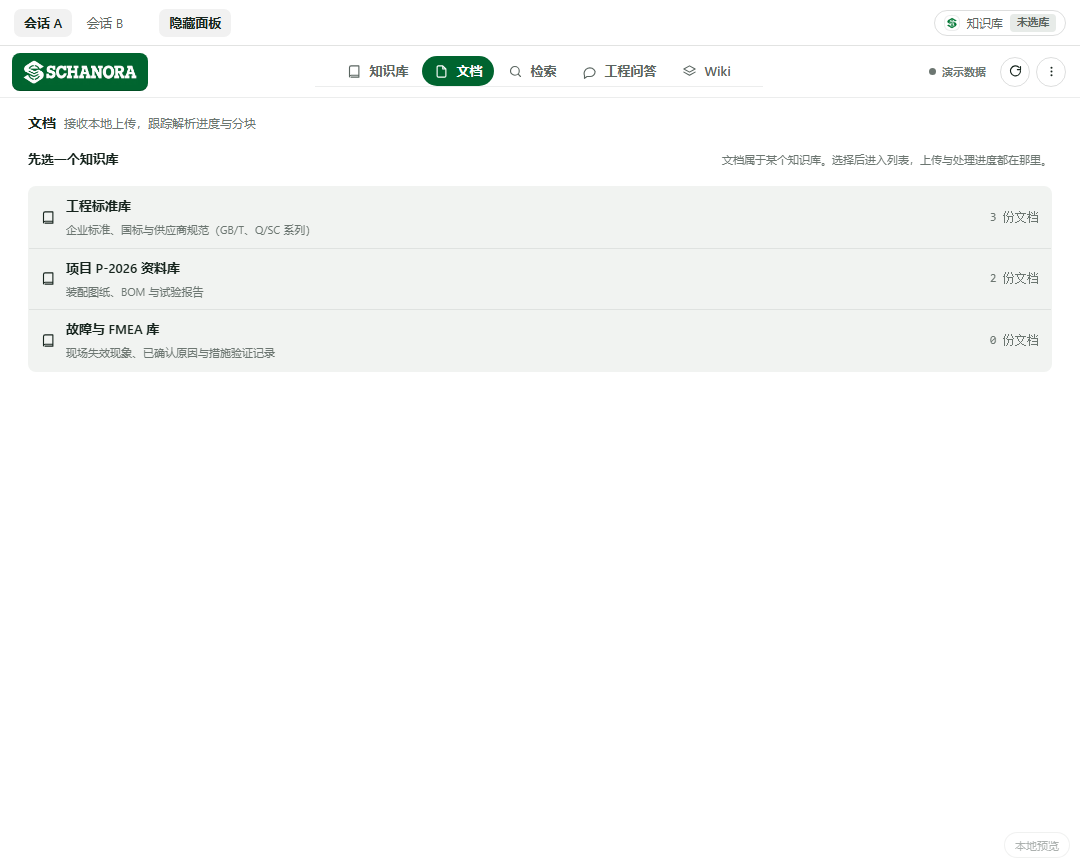 会话 A 会话 B 隐藏面板 知识库 未选库
SCHANORA 知识库 文档 检索 工程问答 Wiki 演示数据
文档 接收本地上传，跟踪解析进度与分块
先选一个知识库 文档属于某个知识库。选择后进入列表，上传与处理进度都在那里。
工程标准库
企业标准、国标与供应商规范（GB/T、Q/SC 系列）
3 份文档
项目 P-2026 资料库
装配图纸、BOM 与试验报告
2 份文档
故障与 FMEA 库
现场失效现象、已确认原因与措施验证记录
0 份文档
本地预览